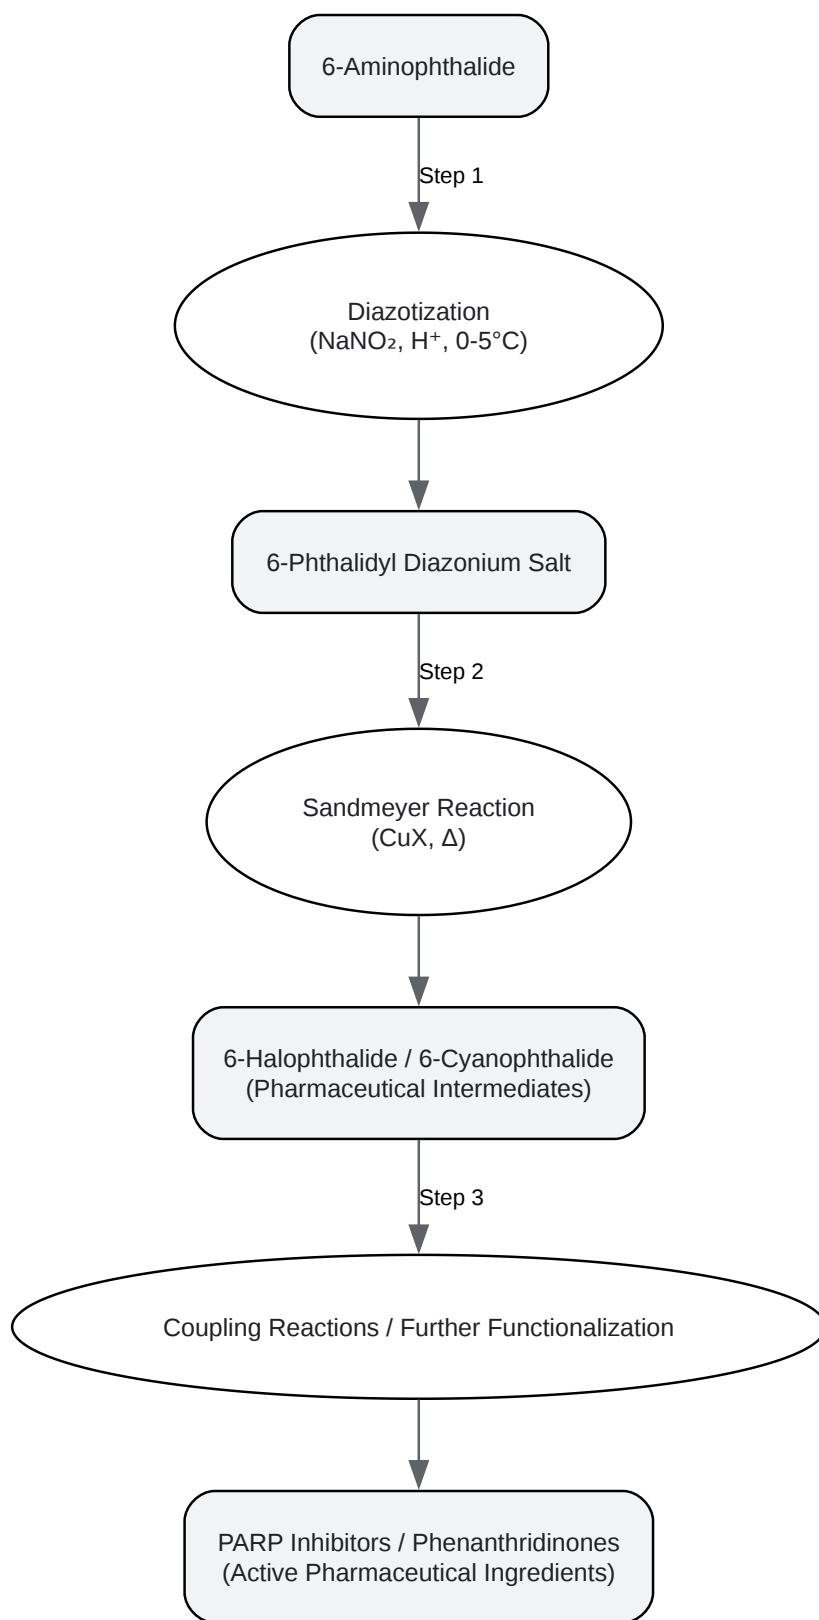 6-Aminophthalide
Step 1
Diazotization
(NaNO₂, H⁺, 0-5°C)
6-Phthalidyl Diazonium Salt
Step 2
Sandmeyer Reaction
(CuX, Δ)
6-Halophthalide / 6-Cyanophthalide
(Pharmaceutical Intermediates)
Step 3
Coupling Reactions / Further Functionalization
PARP Inhibitors / Phenanthridinones
(Active Pharmaceutical Ingredients)